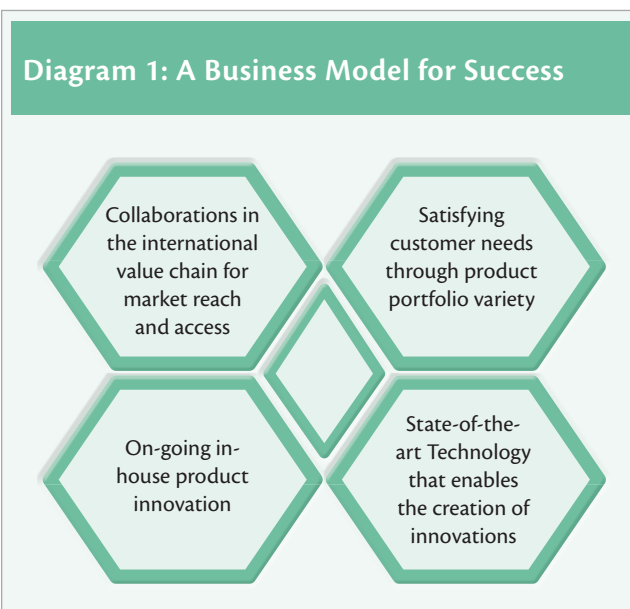 Diagram 1: A Business Model for Success
Collaborations in
the international
value chain for
market reach
and access
Satisfying
customer needs
through product
portfolio variety
On-going in-
house product
innovation
State-of-the-
art Technology
that enables
the creation of
innovations